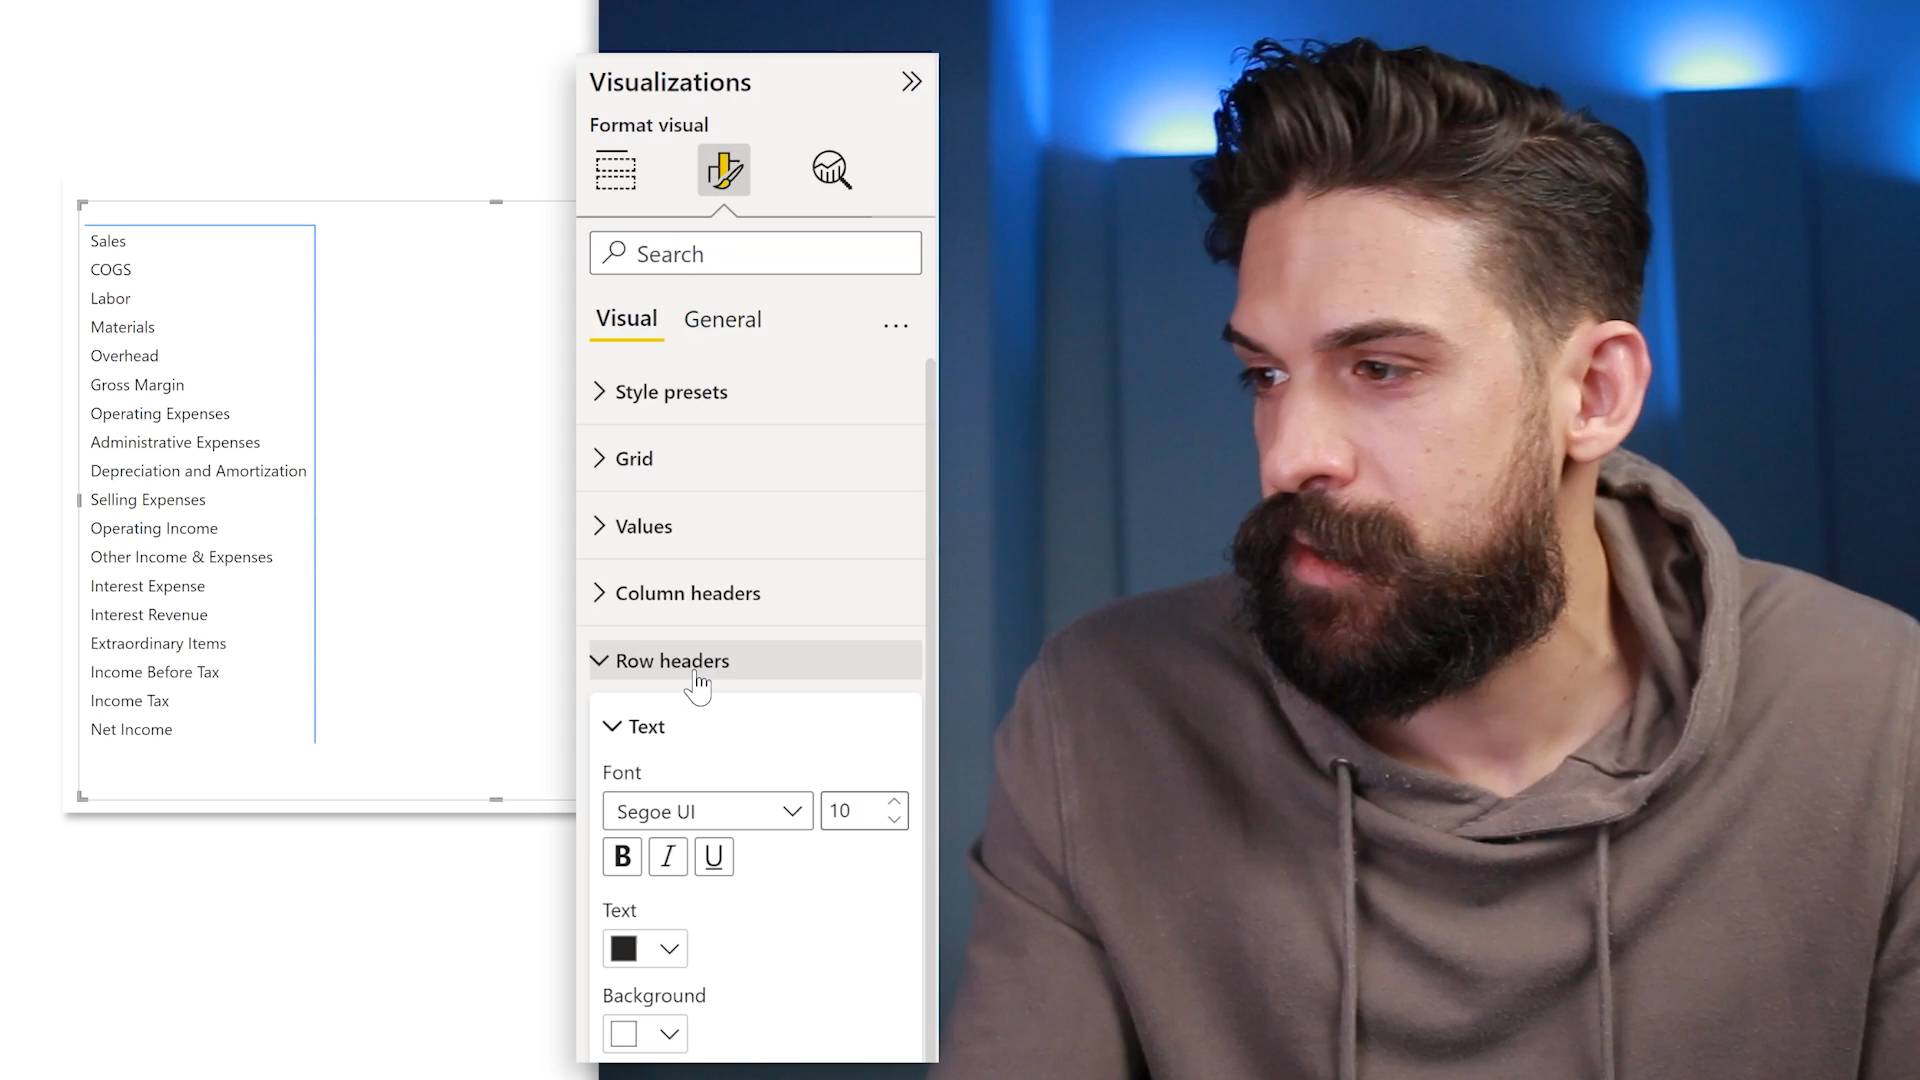 Sales
COGS
Labor
Materials
Overhead
Gross Margin
Operating Expenses
Administrative Expenses
Depreciation and Amortization
Selling Expenses
Operating Income
Other Income & Expenses
Interest Expense
Interest Revenue
Extraordinary Items
Income Before Tax
Income Tax
Net Income
Visualizations
Format visual
Search
Visual General ...
Style presets
Grid
Values
Column headers
Row headers
Text
Font
Segoe UI 10
B I U
Text
Background